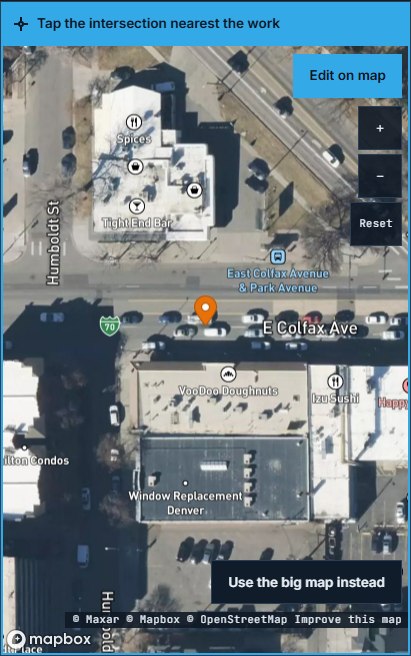 Tap the intersection nearest the work
Edit on map
+
−
Reset
Spices
Tight End Bar
Humboldt St
East Colfax Avenue
& Park Avenue
70
E Colfax Ave
VooDoo Doughnuts
Izu Sushi
Happy
ilton Condos
Window Replacement
Denver
Use the big map instead
Humbold
© Maxar © Mapbox © OpenStreetMap Improve this map
mapbox
Place